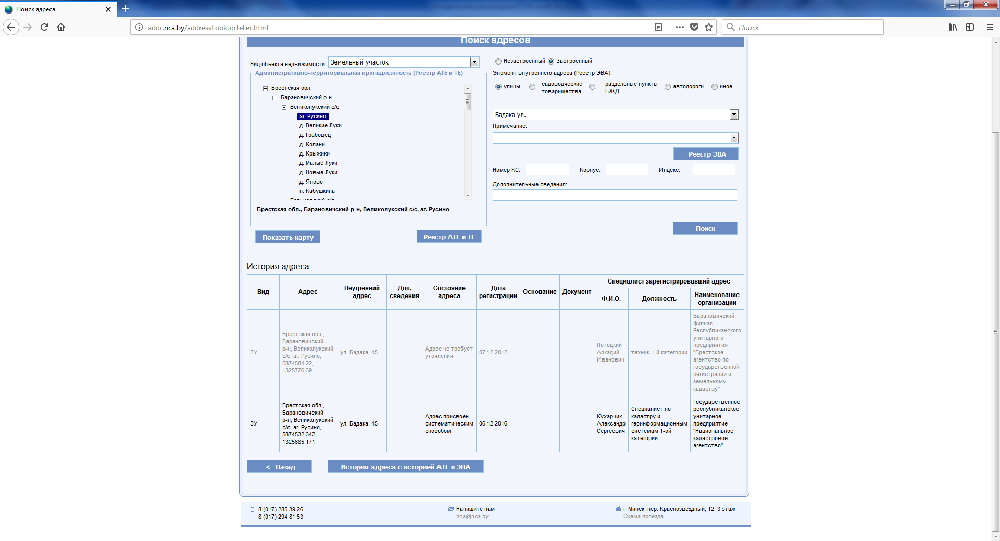 Поиск адреса
addr.nca.by/addressLookupTeller.html
Поиск
Поиск адресов
Вид объекта недвижимости: Земельный участок
Административно-территориальная принадлежность (Реестр АТЕ и ТЕ)
Брестская обл.
Барановичский р-н
Великолукский с/с
аг. Русино
д. Великие Луки
д. Грабовец
д. Копани
д. Крыжики
д. Малые Луки
д. Новые Луки
д. Яново
п. Кабушкина
Брестская обл., Барановичский р-н, Великолукский с/с, аг. Русино
Показать карту
Реестр АТЕ и ТЕ
Незастроенный Застроенный
Элемент внутреннего адреса (Реестр ЭВА):
улицы
садоводческие
товарищества
раздельные пункты
БЖД
автодороги
иное
Бадака ул.
Примечание:
Реестр ЭВА
Номер КС: Корпус: Индекс:
Дополнительные сведения:
Поиск
История адреса:
Вид
Адрес
Внутренний
адрес
Доп.
сведения
Состояние
адреса
Дата
регистрации
Основание
Документ
Специалист зарегистрировавший адрес
Ф.И.О.
Должность
Наименование
организации
ЗУ
Брестская обл.,
Барановичский
р-н, Великолукский
с/с, аг. Русино,
5874584.22,
1325726.39
ул. Бадака, 45
Адрес не требует
уточнения
07.12.2012
Потоцкий
Аркадий
Иванович
техник 1-й категории
Барановичский
филиал
Республиканского
унитарного
предприятия
"Брестское
агентство по
государственной
регистрации и
земельному
кадастру"
ЗУ
Брестская обл.,
Барановичский
р-н, Великолукский
с/с, аг. Русино,
5874532.342,
1325685.171
ул. Бадака, 45
Адрес присвоен
систематическим
способом
06.12.2016
Кухарчик
Александр
Сергеевич
Специалист по
кадастру и
геоинформационным
системам 1-ой
категории
Государственное
республиканское
унитарное
предприятие
"Национальное
кадастровое
агентство"
<- Назад
История адреса с историей АТЕ и ЭВА
8 (017) 285 39 26
8 (017) 294 81 53
Напишите нам
nca@nca.by
г. Минск, пер. Краснозвездный, 12, 3 этаж
Схема проезда